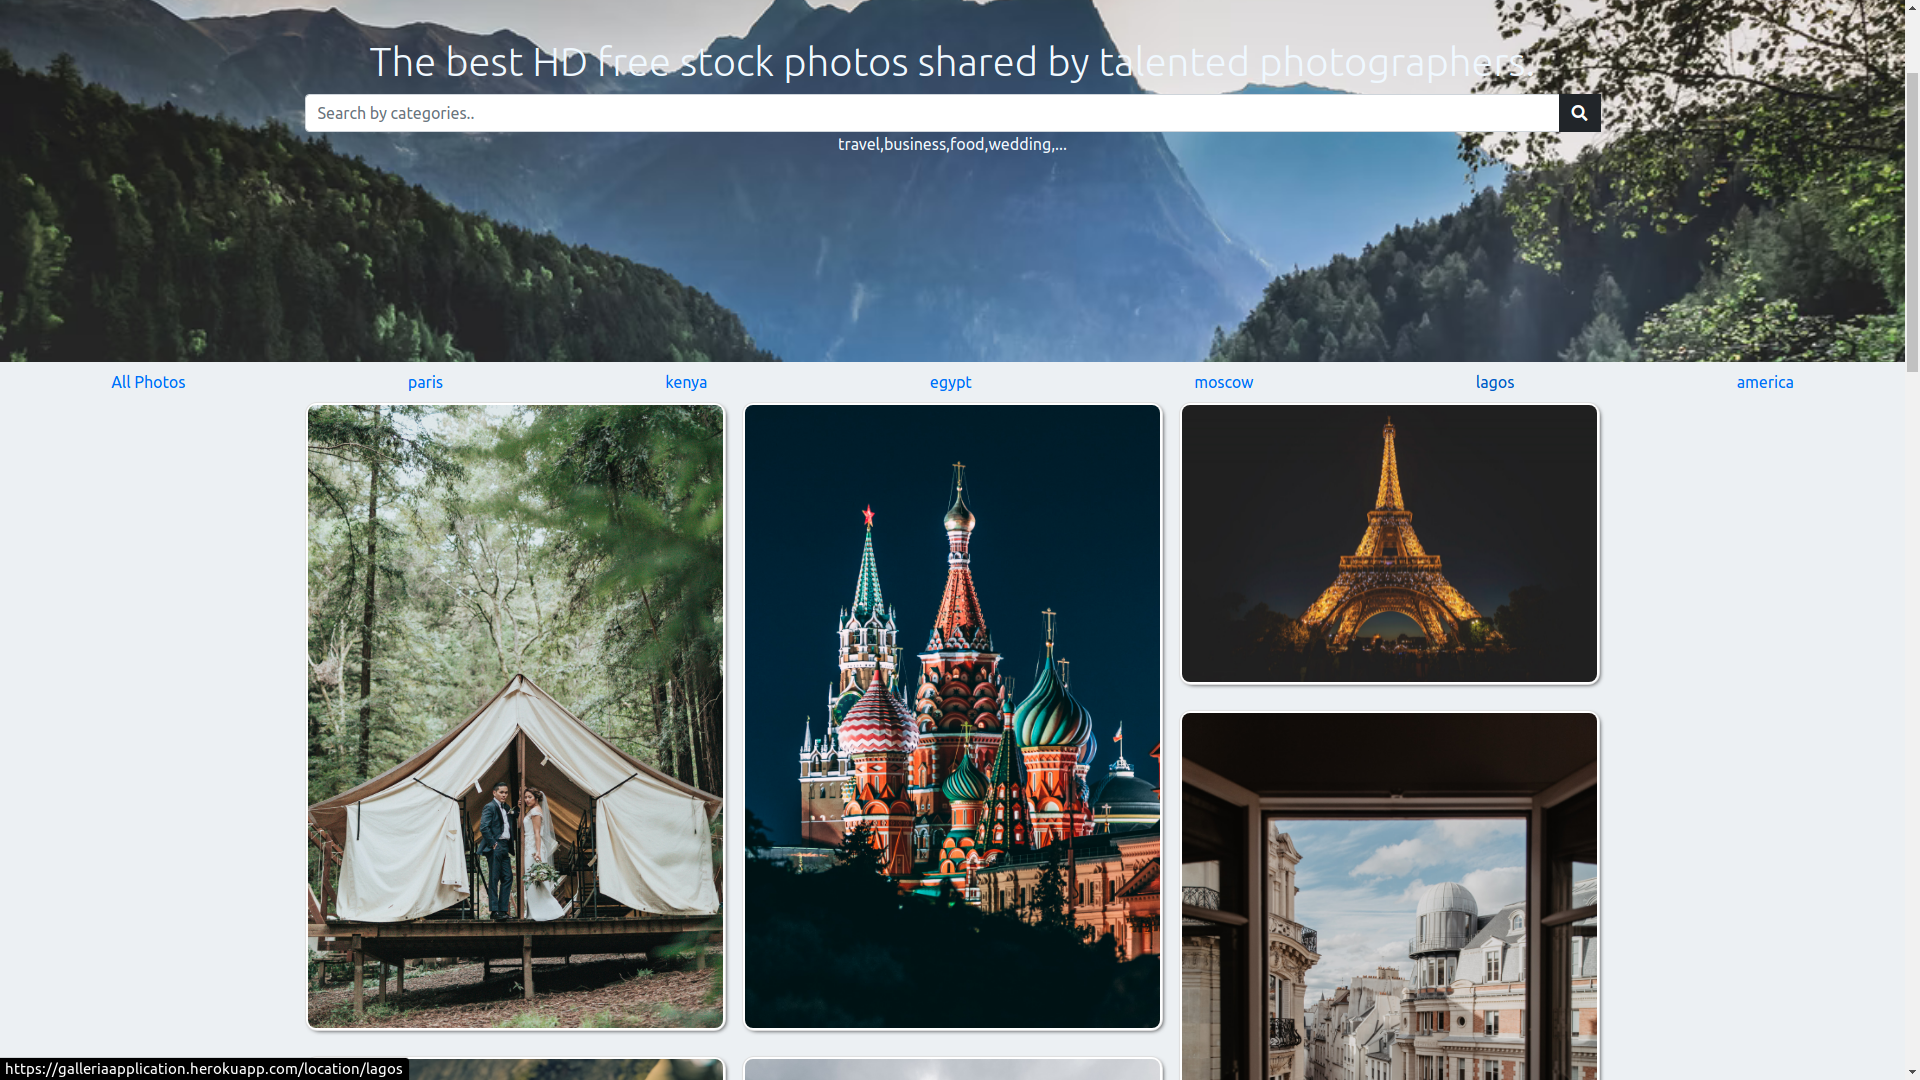 The best HD free stock photos shared by talented photographers.
Search by categories..
travel,business,food,wedding,...
All Photos
paris
kenya
egypt
moscow
lagos
america
https://galleriaapplication.herokuapp.com/location/lagos